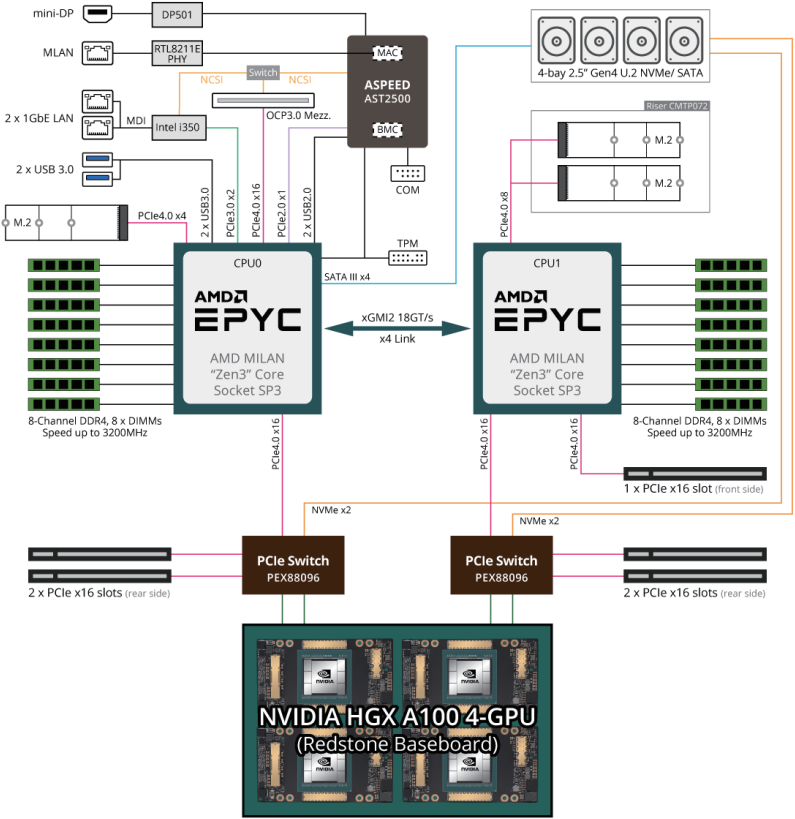 mini-DP
DP501
MLAN
RTL8211E
PHY
MAC
NCSI
Switch
NCSI
ASPEED
AST2500
4-bay 2.5" Gen4 U.2 NVMe/ SATA
2 x 1GbE LAN
MDI
Intel i350
OCP3.0 Mezz.
BMC
Riser CMTP072
M.2
M.2
2 x USB 3.0
COM
M.2
PCIe4.0 x4
2 x USB3.0
PCIe3.0 x2
PCIe4.0 x16
PCIe2.0 x1
2 x USB2.0
TPM
PCIe4.0 x8
SATA III x4
CPU0
AMD
EPYC
AMD MILAN
“Zen3” Core
Socket SP3
xGMI2 18GT/s
x4 Link
CPU1
AMD
EPYC
AMD MILAN
“Zen3” Core
Socket SP3
8-Channel DDR4, 8 x DIMMs
Speed up to 3200MHz
8-Channel DDR4, 8 x DIMMs
Speed up to 3200MHz
PCIe4.0 x16
PCIe4.0 x16
PCIe4.0 x16
1 x PCIe x16 slot (front side)
NVMe x2
NVMe x2
PCIe Switch
PEX88096
PCIe Switch
PEX88096
2 x PCIe x16 slots (rear side)
2 x PCIe x16 slots (rear side)
NVIDIA
NVIDIA
NVIDIA HGX A100 4-GPU
(Redstone Baseboard)
NVIDIA
NVIDIA